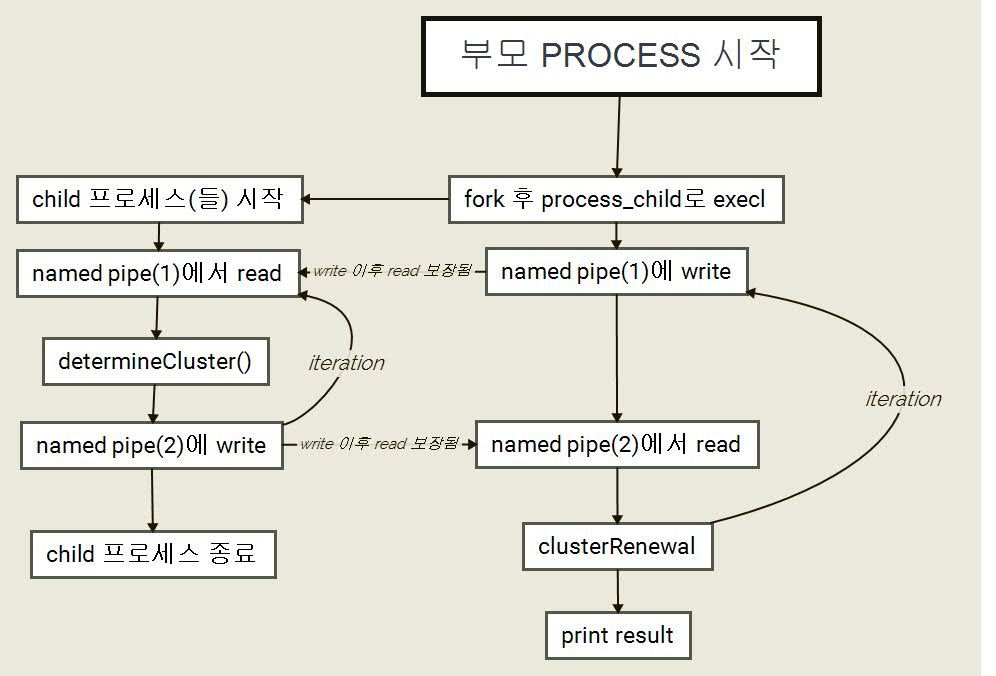 부모 PROCESS 시작
child 프로세스(들) 시작
fork 후 process_child로 execl
named pipe(1)에서 read
write 이후 read 보장됨
named pipe(1)에 write
determineCluster()
iteration
iteration
named pipe(2)에 write
write 이후 read 보장됨
named pipe(2)에서 read
child 프로세스 종료
clusterRenewal
print result